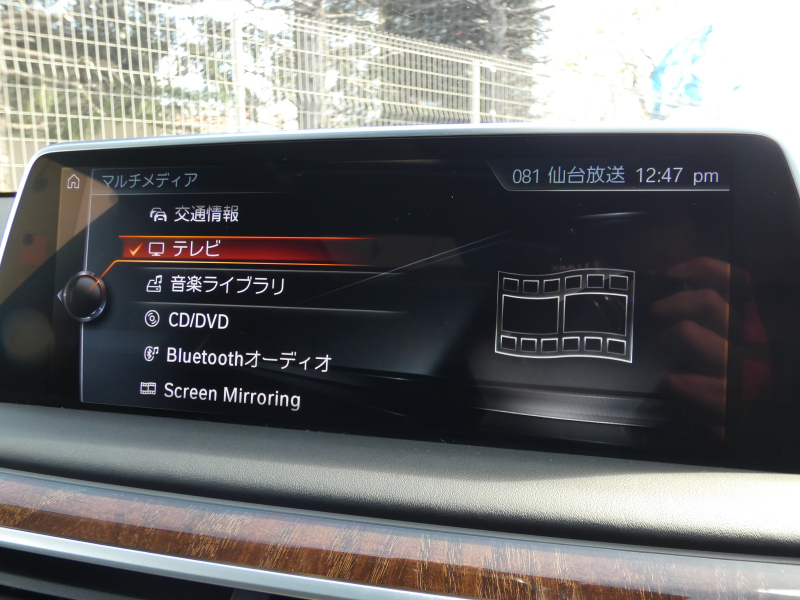 マルチメディア
081 仙台放送 12:47 pm
交通情報
テレビ
音楽ライブラリ
CD/DVD
Bluetoothオーディオ
Screen Mirroring